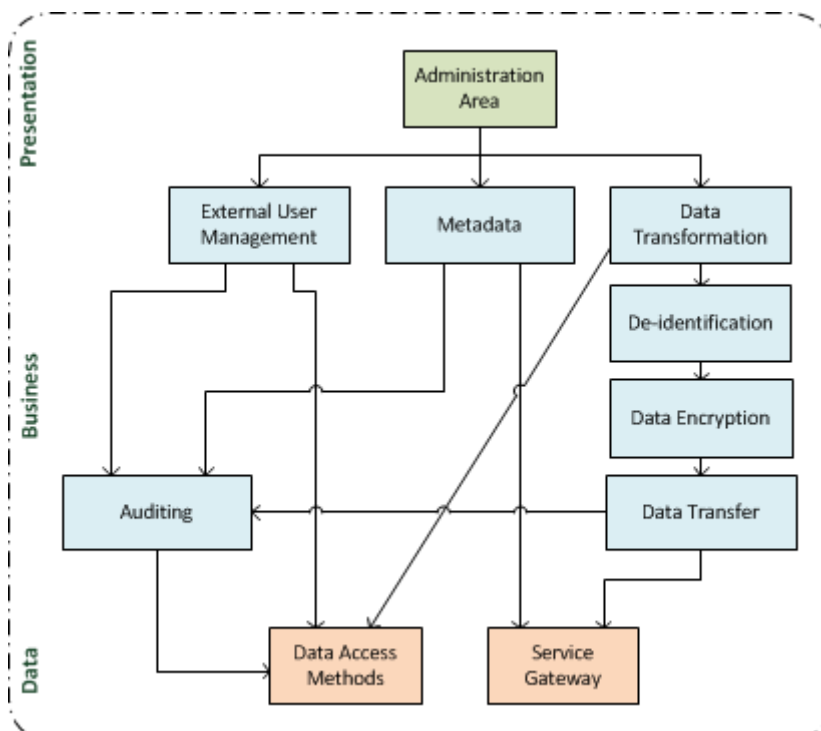 Presentation
Administration
Area
External User
Management
Metadata
Data
Transformation
De-identification
Business
Data Encryption
Auditing
Data Transfer
Data
Data Access
Methods
Service
Gateway